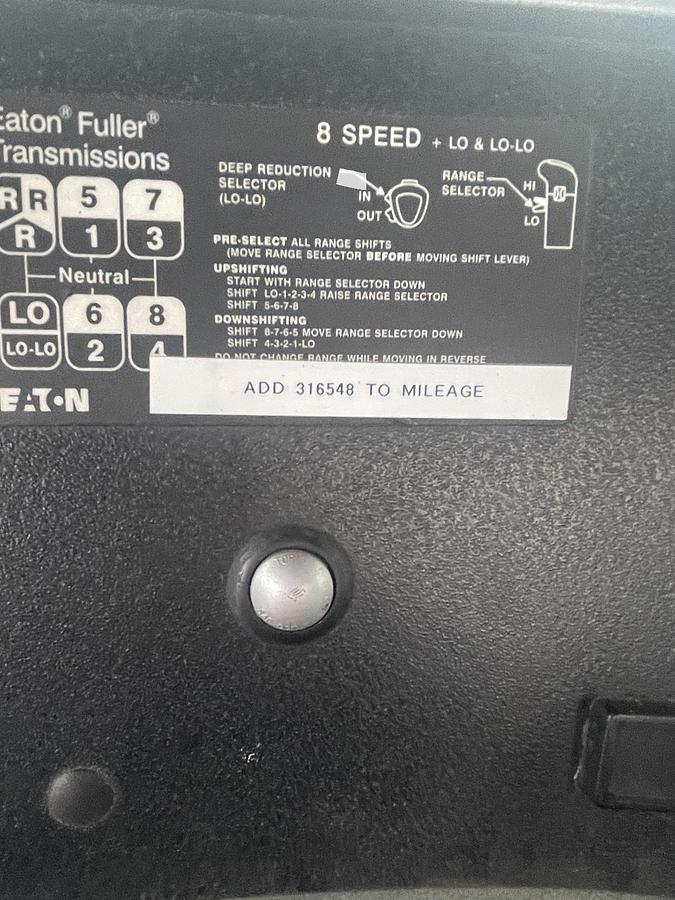 Eaton® Fuller®
Transmissions
8 SPEED + LO & LO-LO
R R 5 7
R 1 3
Neutral
LO 6 8
LO-LO 2 4
EATON
DEEP REDUCTION
SELECTOR
(LO-LO)
IN
OUT
RANGE
SELECTOR
HI
LO
PRE-SELECT ALL RANGE SHIFTS
(MOVE RANGE SELECTOR BEFORE MOVING SHIFT LEVER)
UPSHIFTING
START WITH RANGE SELECTOR DOWN
SHIFT LO-1-2-3-4 RAISE RANGE SELECTOR
SHIFT 5-6-7-8
DOWNSHIFTING
SHIFT 8-7-6-5 MOVE RANGE SELECTOR DOWN
SHIFT 4-3-2-1-LO
DO NOT CHANGE RANGE WHILE MOVING IN REVERSE
ADD 316548 TO MILEAGE